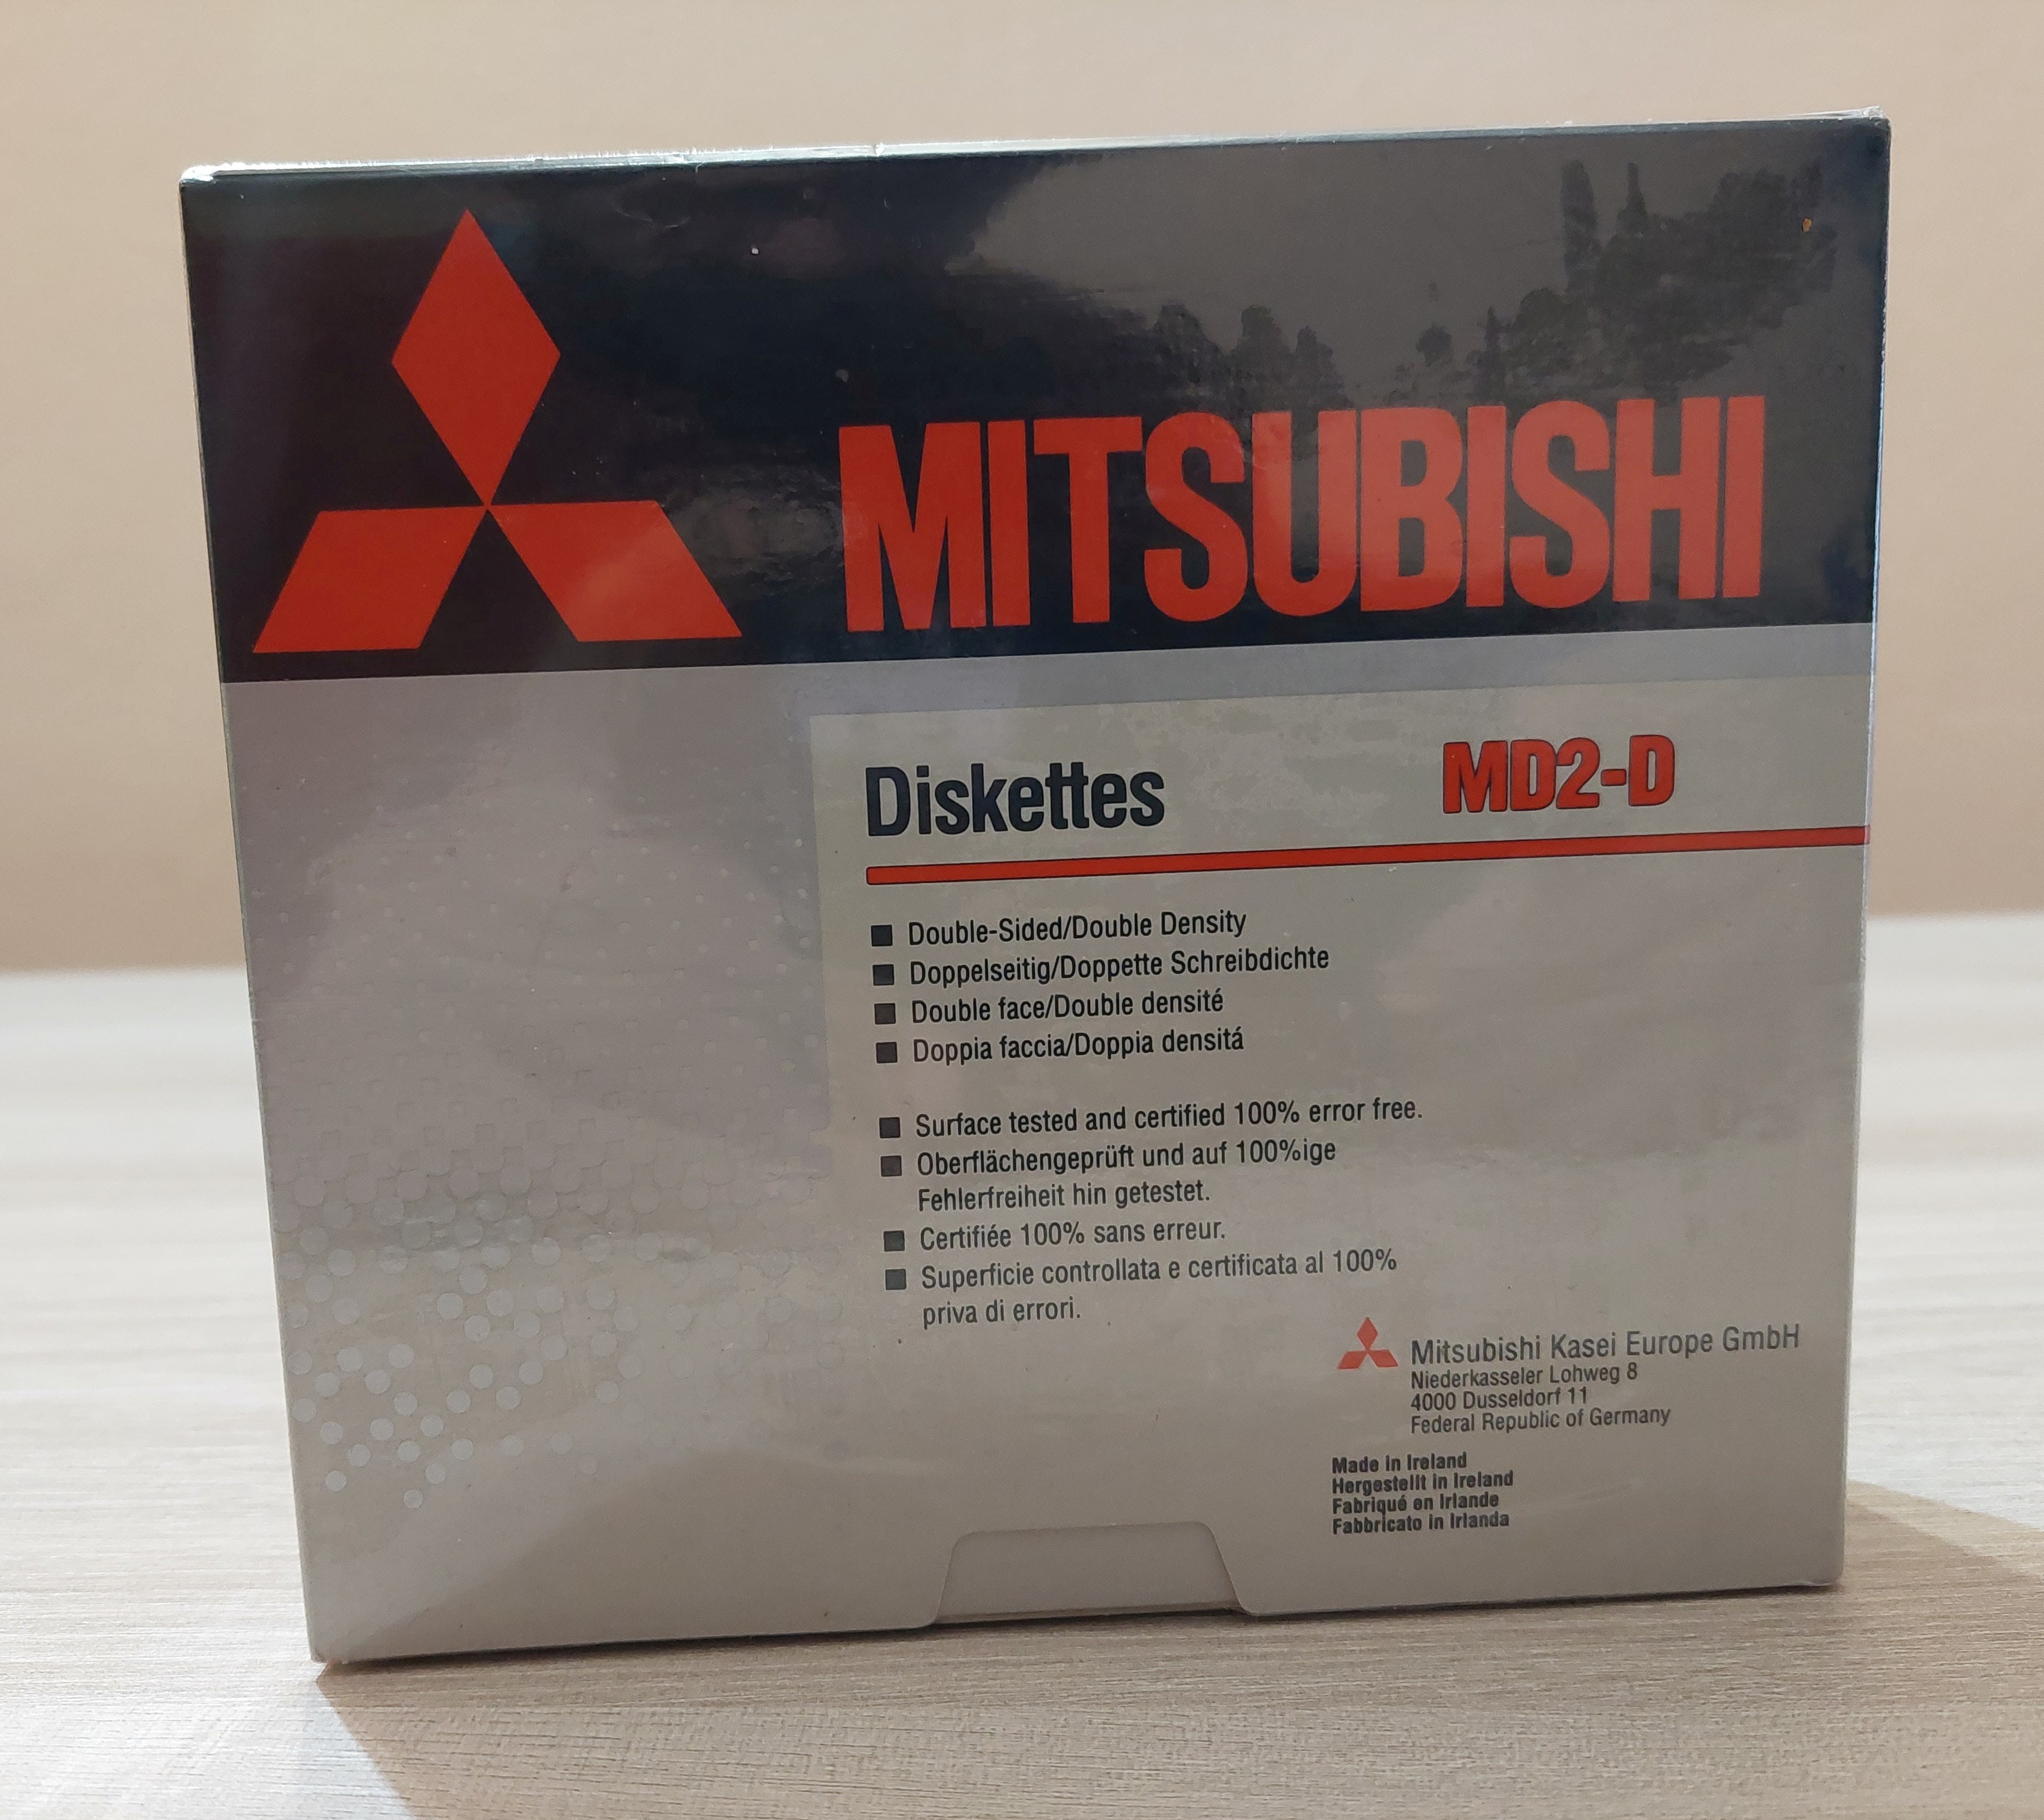 MITSUBISHI
Diskettes MD2-D
Double-Sided/Double Density
Doppelseitig/Doppette Schreibdichte
Double face/Double densité
Doppia faccia/Doppia densitá
Surface tested and certified 100% error free.
Oberflächengeprüft und auf 100%ige
Fehlerfreiheit hin getestet.
Certifiée 100% sans erreur.
Superficie controllata e certificata al 100%
priva di errori.
Mitsubishi Kasei Europe GmbH
Niederkasseler Lohweg 8
4000 Dusseldorf 11
Federal Republic of Germany
Made in Ireland
Hergestellt in Ireland
Fabriqué en Irlande
Fabbricato in Irlanda